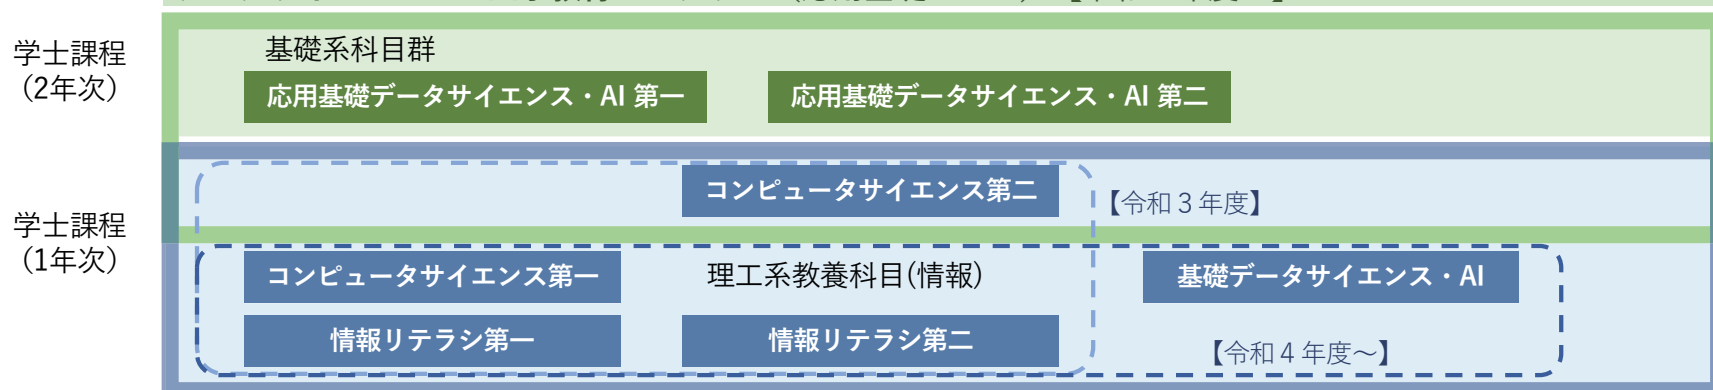 学士課程
(2年次)
基礎系科目群
応用基礎データサイエンス・AI 第一
応用基礎データサイエンス・AI 第二
学士課程
(1年次)
コンピュータサイエンス第二
【令和３年度】
コンピュータサイエンス第一
理工系教養科目(情報)
基礎データサイエンス・AI
情報リテラシ第一
情報リテラシ第二
【令和４年度～】